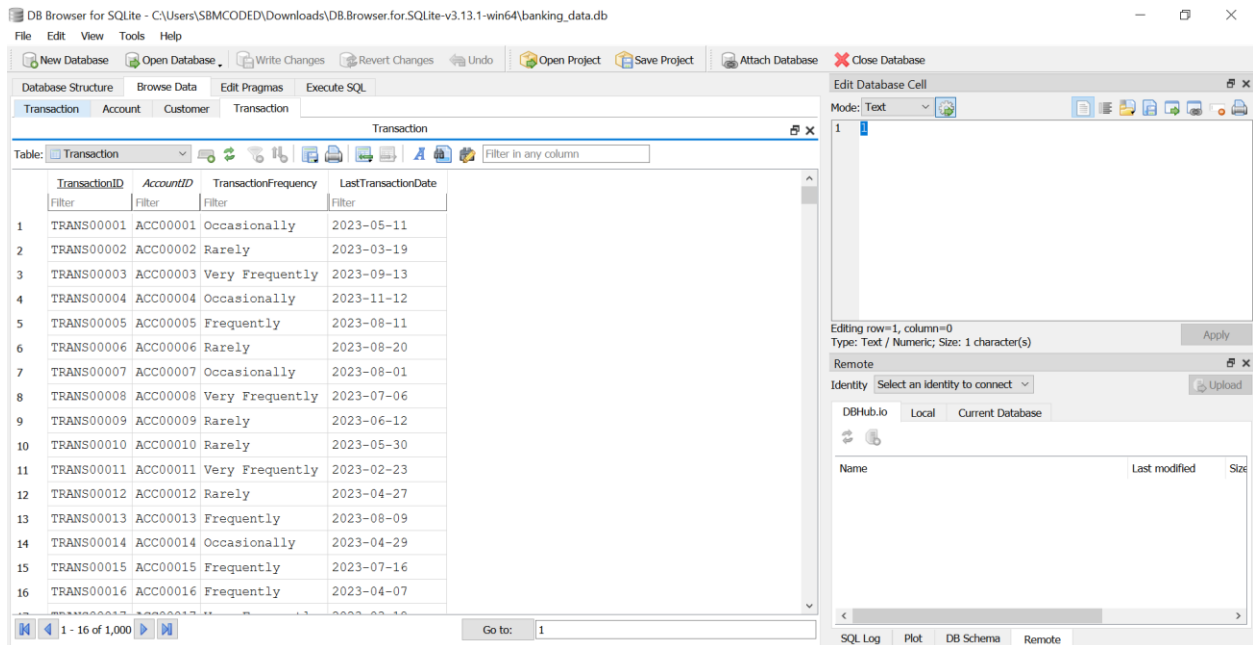 DB Browser for SQLite - C:\Users\SBMCODED\Downloads\DB.Browser.for.SQLite-v3.13.1-win64\banking_data.db
File Edit View Tools Help
New Database Open Database Write Changes Revert Changes Undo Open Project Save Project Attach Database Close Database
Database Structure Browse Data Edit Pragmas Execute SQL
Transaction Account Customer Transaction
Transaction
Table: Transaction Filter in any column
TransactionID AccountID TransactionFrequency LastTransactionDate
Filter Filter Filter Filter
1 TRANS00001 ACC00001 Occasionally 2023-05-11
2 TRANS00002 ACC00002 Rarely 2023-03-19
3 TRANS00003 ACC00003 Very Frequently 2023-09-13
4 TRANS00004 ACC00004 Occasionally 2023-11-12
5 TRANS00005 ACC00005 Frequently 2023-08-11
6 TRANS00006 ACC00006 Rarely 2023-08-20
7 TRANS00007 ACC00007 Occasionally 2023-08-01
8 TRANS00008 ACC00008 Very Frequently 2023-07-06
9 TRANS00009 ACC00009 Rarely 2023-06-12
10 TRANS00010 ACC00010 Rarely 2023-05-30
11 TRANS00011 ACC00011 Very Frequently 2023-02-23
12 TRANS00012 ACC00012 Rarely 2023-04-27
13 TRANS00013 ACC00013 Frequently 2023-08-09
14 TRANS00014 ACC00014 Occasionally 2023-04-29
15 TRANS00015 ACC00015 Frequently 2023-07-16
16 TRANS00016 ACC00016 Frequently 2023-04-07
1 - 16 of 1,000 Go to: 1
Edit Database Cell
Mode: Text
1 1
Editing row=1, column=0
Type: Text / Numeric; Size: 1 character(s)
Apply
Remote
Identity Select an identity to connect Upload
DBHub.io Local Current Database
Name Last modified Size
SQL Log Plot DB Schema Remote